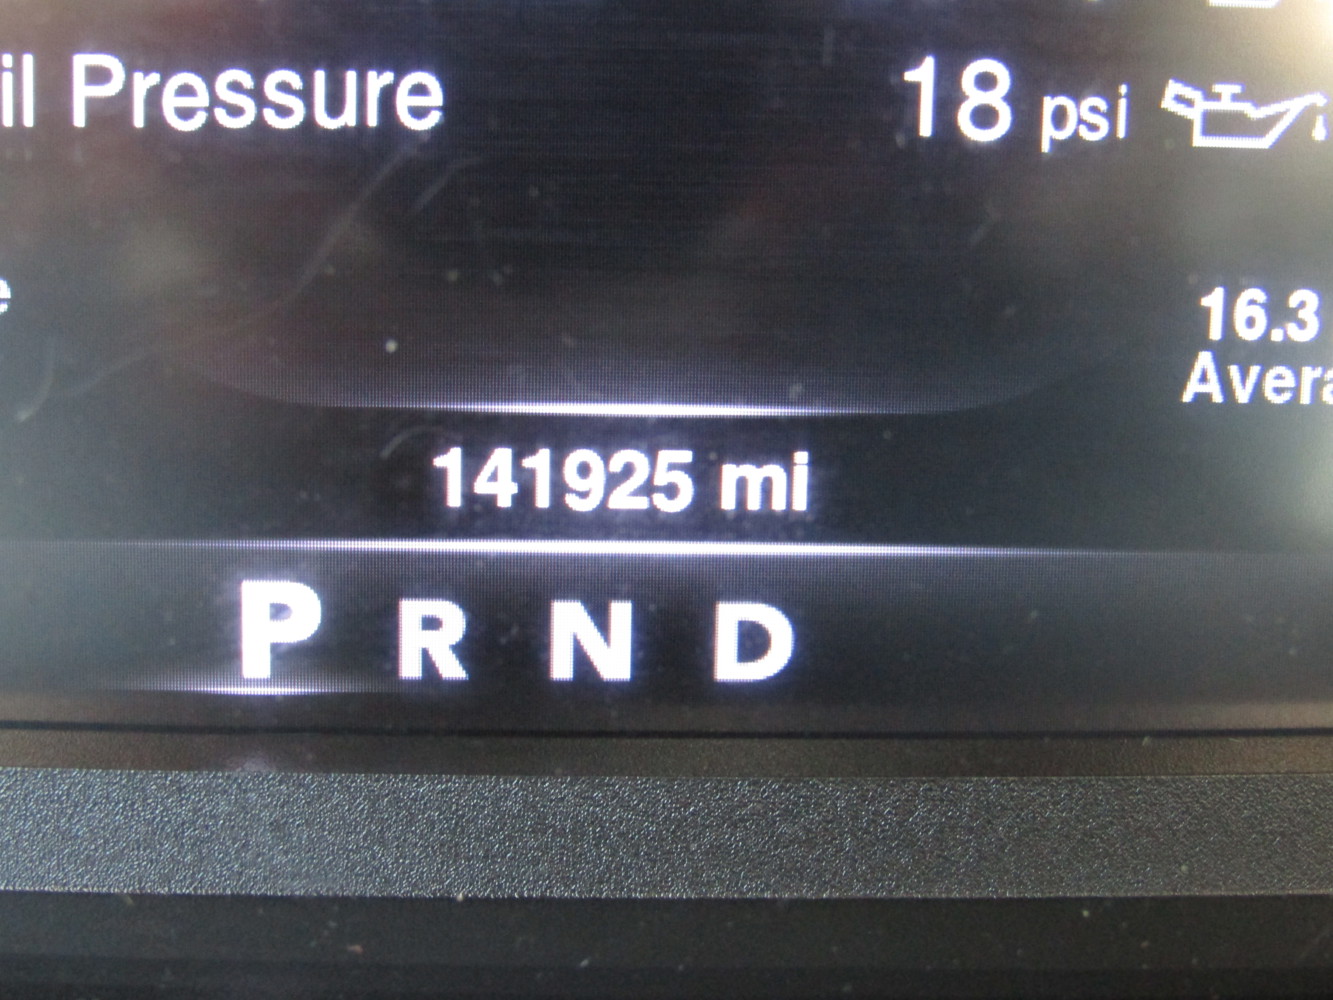 il Pressure 18 psi
e
16.3
Avera
141925 mi
P R N D